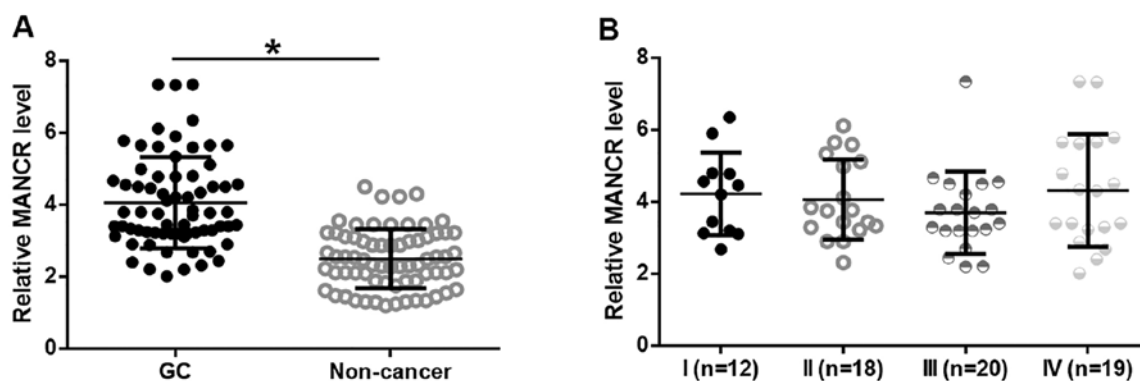 A
Relative MANCR level
8
6
4
2
0
*
GC
Non-cancer
B
Relative MANCR level
8
6
4
2
0
I (n=12)
II (n=18)
III (n=20)
IV (n=19)